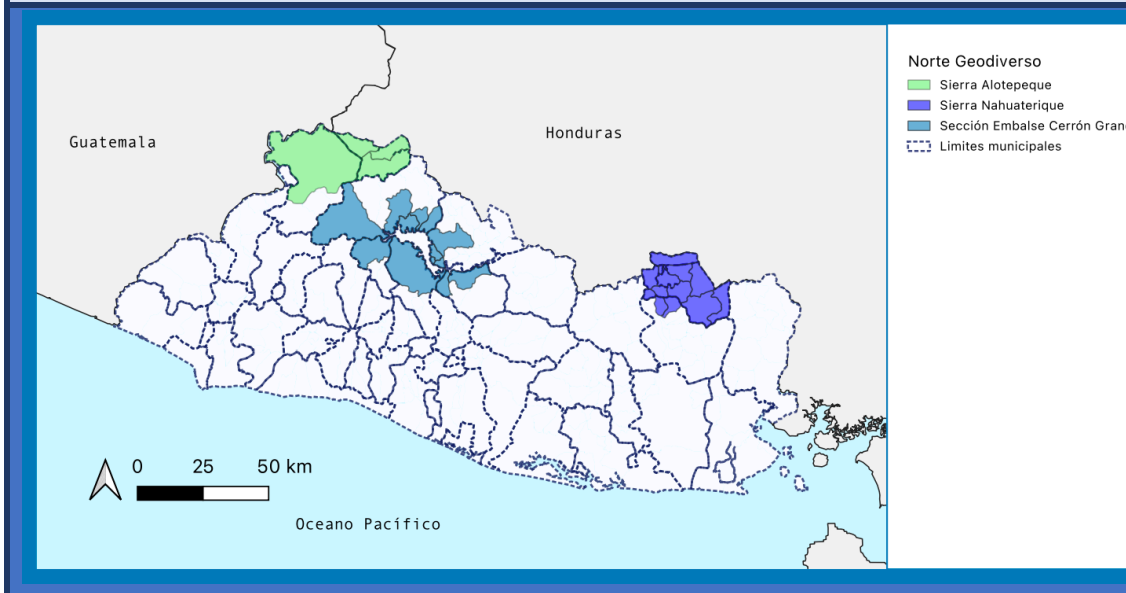 Guatemala
Honduras
0 25 50 km
Oceano Pacífico
Norte Geodiverso
Sierra Alotepeque
Sierra Nahuaterique
Sección Embalse Cerrón Gran
Limites municipales